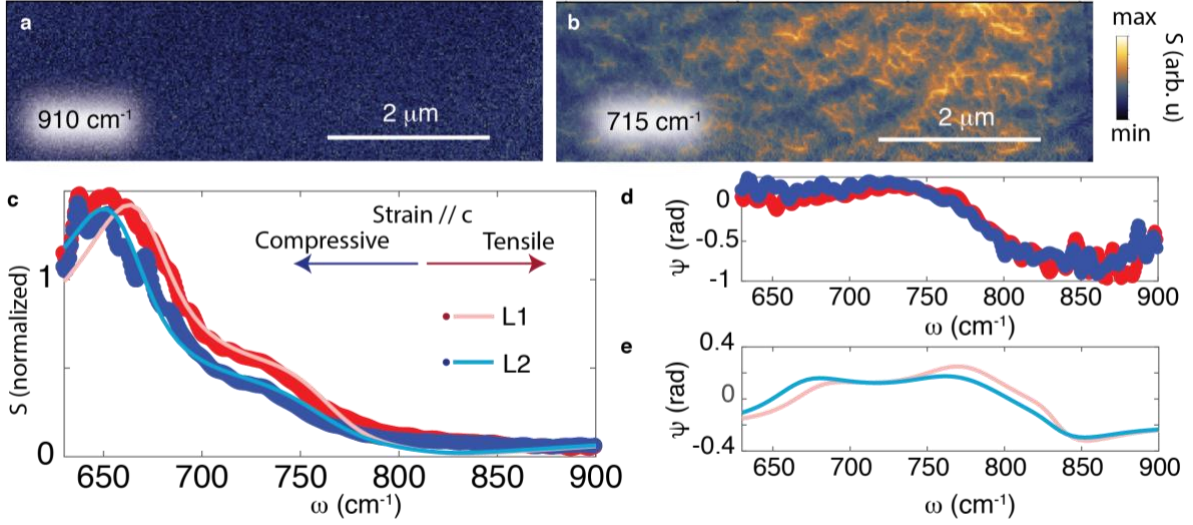 a
910 cm⁻¹
2 μm
b
715 cm⁻¹
2 μm
max
min
S (arb. u)
c
S (normalized)
1
0
Strain // c
Compressive
Tensile
L1
L2
650 700 750 800 850 900
ω (cm⁻¹)
d
ψ (rad)
0
-0.5
-1
650 700 750 800 850 900
ω (cm⁻¹)
e
ψ (rad)
0.4
0
-0.4
650 700 750 800 850 900
ω (cm⁻¹)